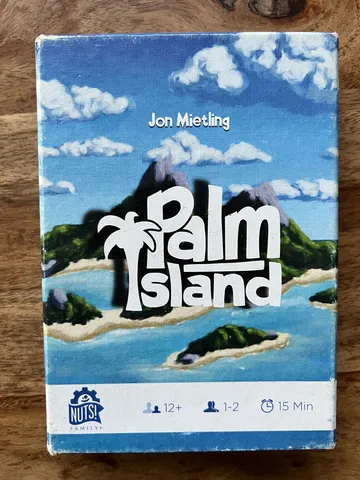 Jon Mietling
Palm
Island
NUTS!
FAMILY+
12+
1-2
15 Min